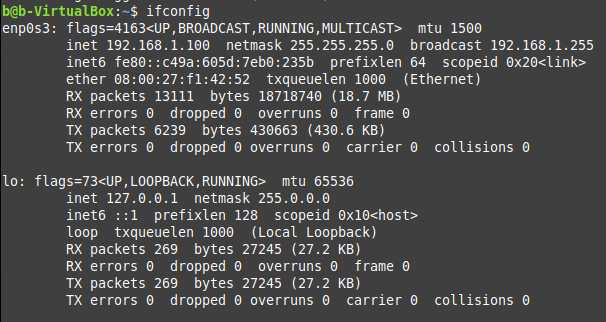 b@b-VirtualBox:~$ ifconfig
enp0s3: flags=4163<UP,BROADCAST,RUNNING,MULTICAST>  mtu 1500
        inet 192.168.1.100  netmask 255.255.255.0  broadcast 192.168.1.255
        inet6 fe80::c49a:605d:7eb0:235b  prefixlen 64  scopeid 0x20<link>
        ether 08:00:27:f1:42:52  txqueuelen 1000  (Ethernet)
        RX packets 13111  bytes 18718740 (18.7 MB)
        RX errors 0  dropped 0  overruns 0  frame 0
        TX packets 6239  bytes 430663 (430.6 KB)
        TX errors 0  dropped 0 overruns 0  carrier 0  collisions 0

lo: flags=73<UP,LOOPBACK,RUNNING>  mtu 65536
        inet 127.0.0.1  netmask 255.0.0.0
        inet6 ::1  prefixlen 128  scopeid 0x10<host>
        loop  txqueuelen 1000  (Local Loopback)
        RX packets 269  bytes 27245 (27.2 KB)
        RX errors 0  dropped 0  overruns 0  frame 0
        TX packets 269  bytes 27245 (27.2 KB)
        TX errors 0  dropped 0 overruns 0  carrier 0  collisions 0